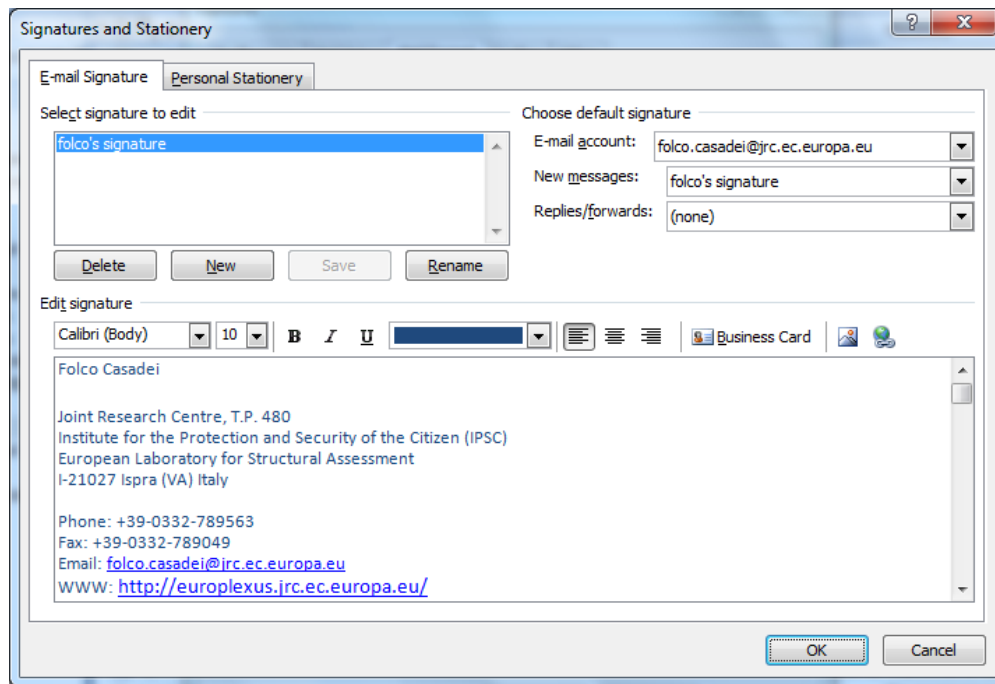 Signatures and Stationery
E-mail Signature
Personal Stationery
Select signature to edit
Choose default signature
folco's signature
E-mail account:
folco.casadei@jrc.ec.europa.eu
New messages:
folco's signature
Replies/forwards:
(none)
Delete
New
Save
Rename
Edit signature
Calibri (Body)
10
B
I
U
Business Card
Folco Casadei
Joint Research Centre, T.P. 480
Institute for the Protection and Security of the Citizen (IPSC)
European Laboratory for Structural Assessment
I-21027 Ispra (VA) Italy
Phone: +39-0332-789563
Fax: +39-0332-789049
Email: folco.casadei@jrc.ec.europa.eu
WWW: http://europlexus.jrc.ec.europa.eu/
OK
Cancel